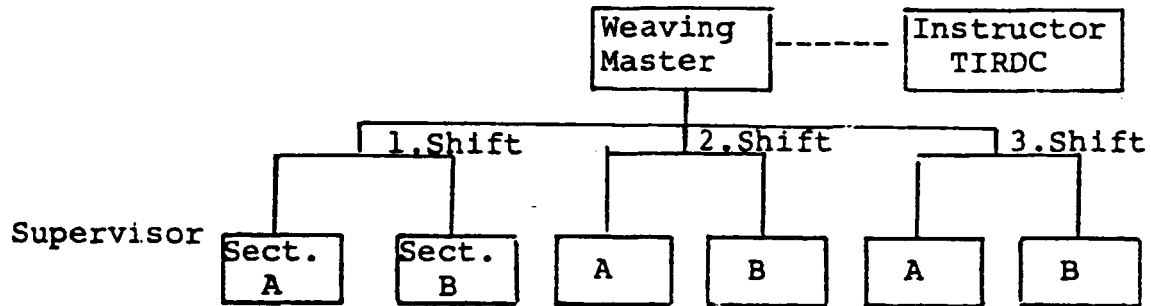 Weaving
Master
Instructor
TIRDC
1.Shift
2.Shift
3.Shift
Supervisor
Sect.
A
Sect.
B
A
B
A
B